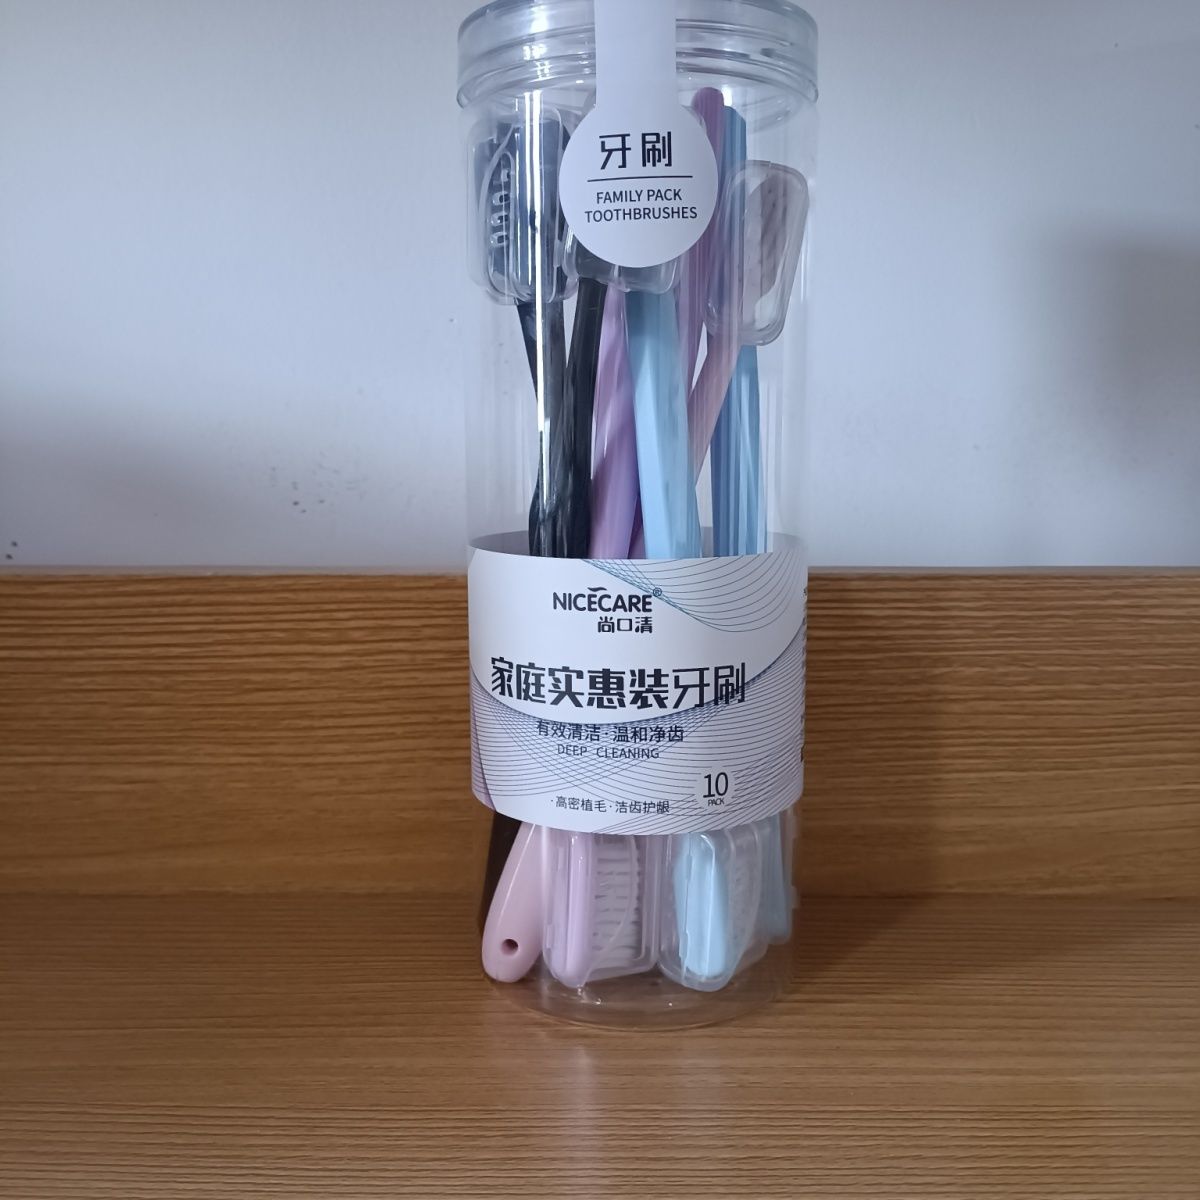 牙刷
FAMILY PACK
TOOTHBRUSHES
NICECARE®
尚口清
家庭实惠装牙刷
有效清洁·温和净齿
DEEP CLEANING
10
PACK
·高密植毛·洁齿护龈